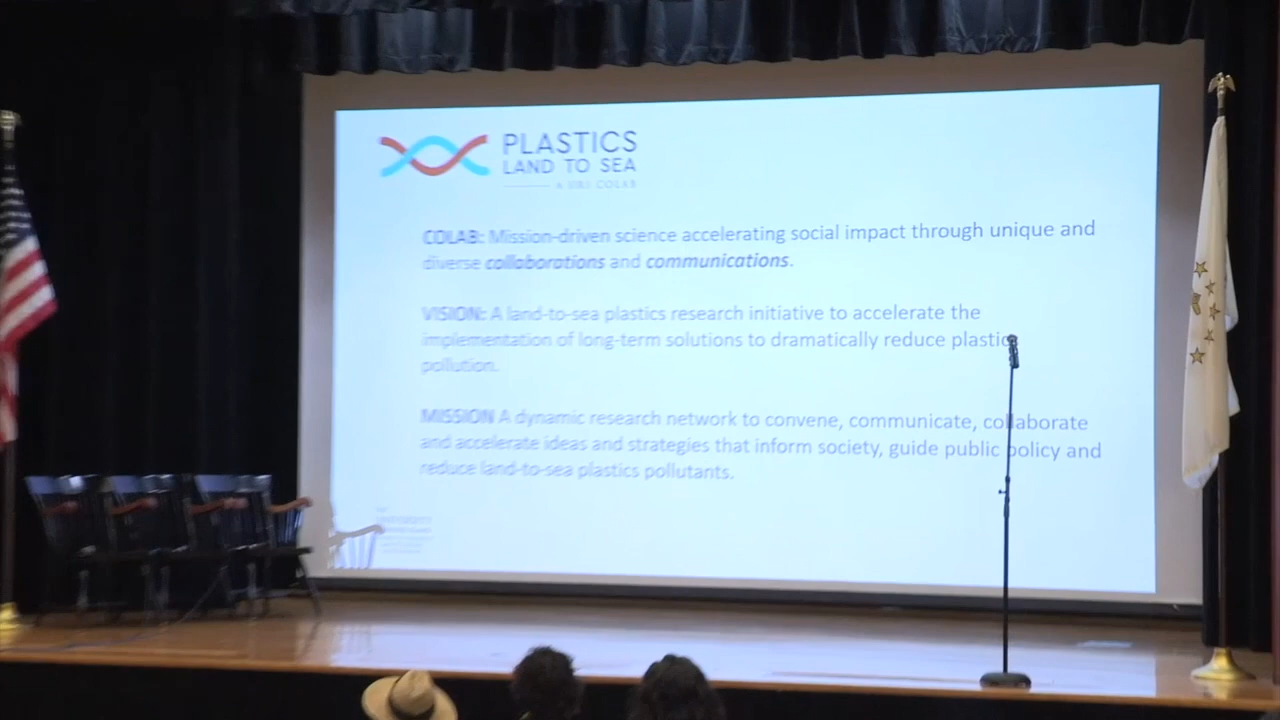 PLASTICS
LAND TO SEA
A URI COLAB
COLAB: Mission-driven science accelerating social impact through unique and
diverse collaborations and communications.
VISION: A land-to-sea plastics research initiative to accelerate the
implementation of long-term solutions to dramatically reduce plastic
pollution.
MISSION A dynamic research network to convene, communicate, collaborate
and accelerate ideas and strategies that inform society, guide public policy and
reduce land-to-sea plastics pollutants.